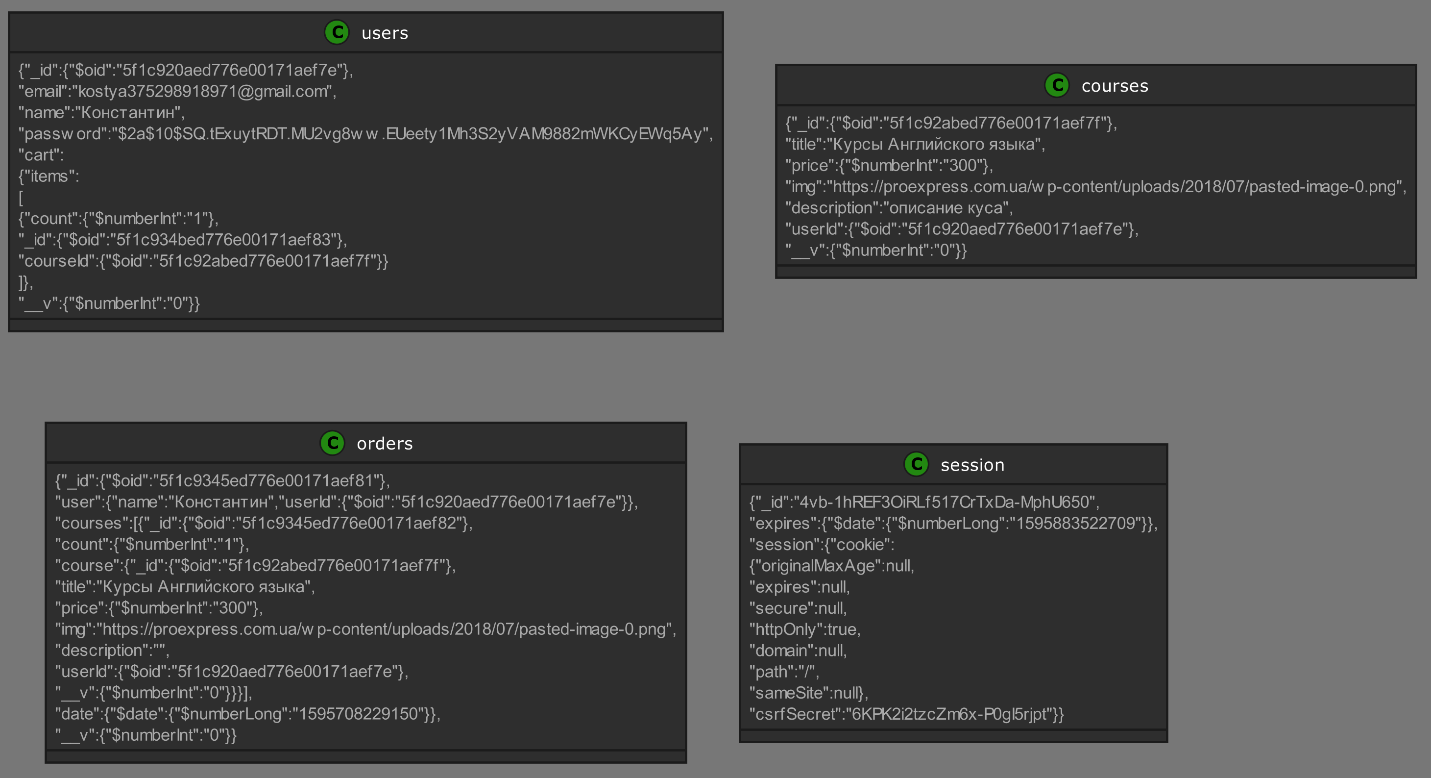 C users
{"_id":{"$oid":"5f1c920aed776e00171aef7e"},
"email":"kostya375298918971@gmail.com",
"name":"Константин",
"password":"$2a$10$SQ.tExuytRDT.MU2vg8ww.EUeety1Mh3S2yVAM9882mWKCyEWq5Ay",
"cart":
{"items":
[
{"count":{"$numberInt":"1"},
"_id":{"$oid":"5f1c934bed776e00171aef83"},
"courseId":{"$oid":"5f1c92abed776e00171aef7f"}}
]},
"__v":{"$numberInt":"0"}}
C courses
{"_id":{"$oid":"5f1c92abed776e00171aef7f"},
"title":"Курсы Английского языка",
"price":{"$numberInt":"300"},
"img":"https://proexpress.com.ua/wp-content/uploads/2018/07/pasted-image-0.png",
"description":"описание куса",
"userId":{"$oid":"5f1c920aed776e00171aef7e"},
"__v":{"$numberInt":"0"}}
C orders
{"_id":{"$oid":"5f1c9345ed776e00171aef81"},
"user":{"name":"Константин","userId":{"$oid":"5f1c920aed776e00171aef7e"}},
"courses":[{"_id":{"$oid":"5f1c9345ed776e00171aef82"},
"count":{"$numberInt":"1"},
"course":{"_id":{"$oid":"5f1c92abed776e00171aef7f"},
"title":"Курсы Английского языка",
"price":{"$numberInt":"300"},
"img":"https://proexpress.com.ua/wp-content/uploads/2018/07/pasted-image-0.png",
"description":"",
"userId":{"$oid":"5f1c920aed776e00171aef7e"},
"__v":{"$numberInt":"0"}}}],
"date":{"$date":{"$numberLong":"1595708229150"}},
"__v":{"$numberInt":"0"}}
C session
{"_id":"4vb-1hREF3OiRLf517CrTxDa-MphU650",
"expires":{"$date":{"$numberLong":"1595883522709"}},
"session":{"cookie":
{"originalMaxAge":null,
"expires":null,
"secure":null,
"httpOnly":true,
"domain":null,
"path":"/",
"sameSite":null},
"csrfSecret":"6KPK2i2tzcZm6x-P0gI5rjpt"}}